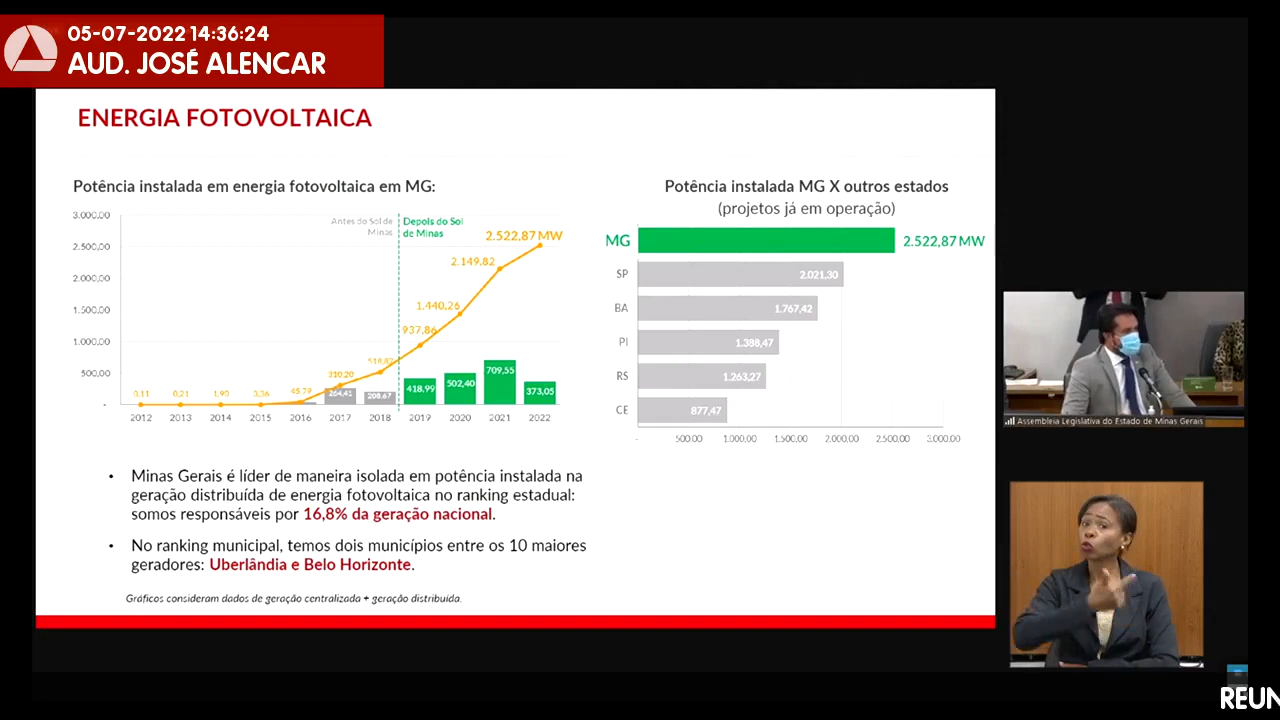 05-07-2022 14:36:24
AUD. JOSÉ ALENCAR
ENERGIA FOTOVOLTAICA
Potência instalada em energia fotovoltaica em MG:
3.000,00
2.500,00
2.000,00
1.500,00
1.000,00
500,00
-
Antes do Sol de
Minas
Depois do Sol
de Minas
2.522,87 MW
2.149,82
1.440,26
937,86
518,87
310,20
45,79
3,36
1,93
0,21
0,11
264,41
208,67
418,99
502,40
709,55
373,05
2012 2013 2014 2015 2016 2017 2018 2019 2020 2021 2022
Potência instalada MG X outros estados
(projetos já em operação)
MG 2.522,87 MW
SP 2.021,30
BA 1.767,42
PI 1.388,47
RS 1.263,27
CE 877,47
- 500,00 1.000,00 1.500,00 2.000,00 2.500,00 3.000,00
• Minas Gerais é líder de maneira isolada em potência instalada na
geração distribuída de energia fotovoltaica no ranking estadual:
somos responsáveis por 16,8% da geração nacional.
• No ranking municipal, temos dois municípios entre os 10 maiores
geradores: Uberlândia e Belo Horizonte.
Gráficos consideram dados de geração centralizada + geração distribuída.
Assembleia Legislativa do Estado de Minas Gerais
REUN